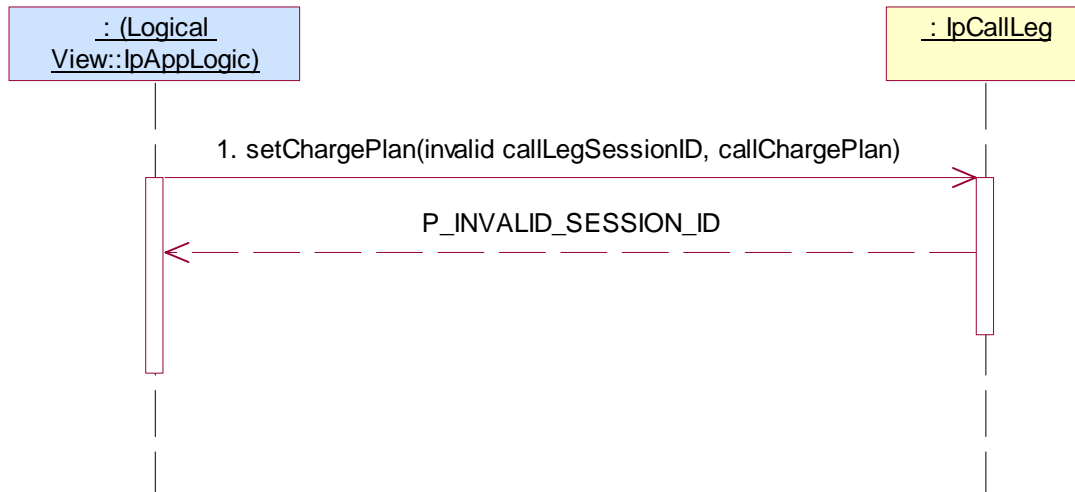 : (Logical
View::IpAppLogic)
: IpCallLeg
1. setChargePlan(invalid callLegSessionID, callChargePlan)
P_INVALID_SESSION_ID